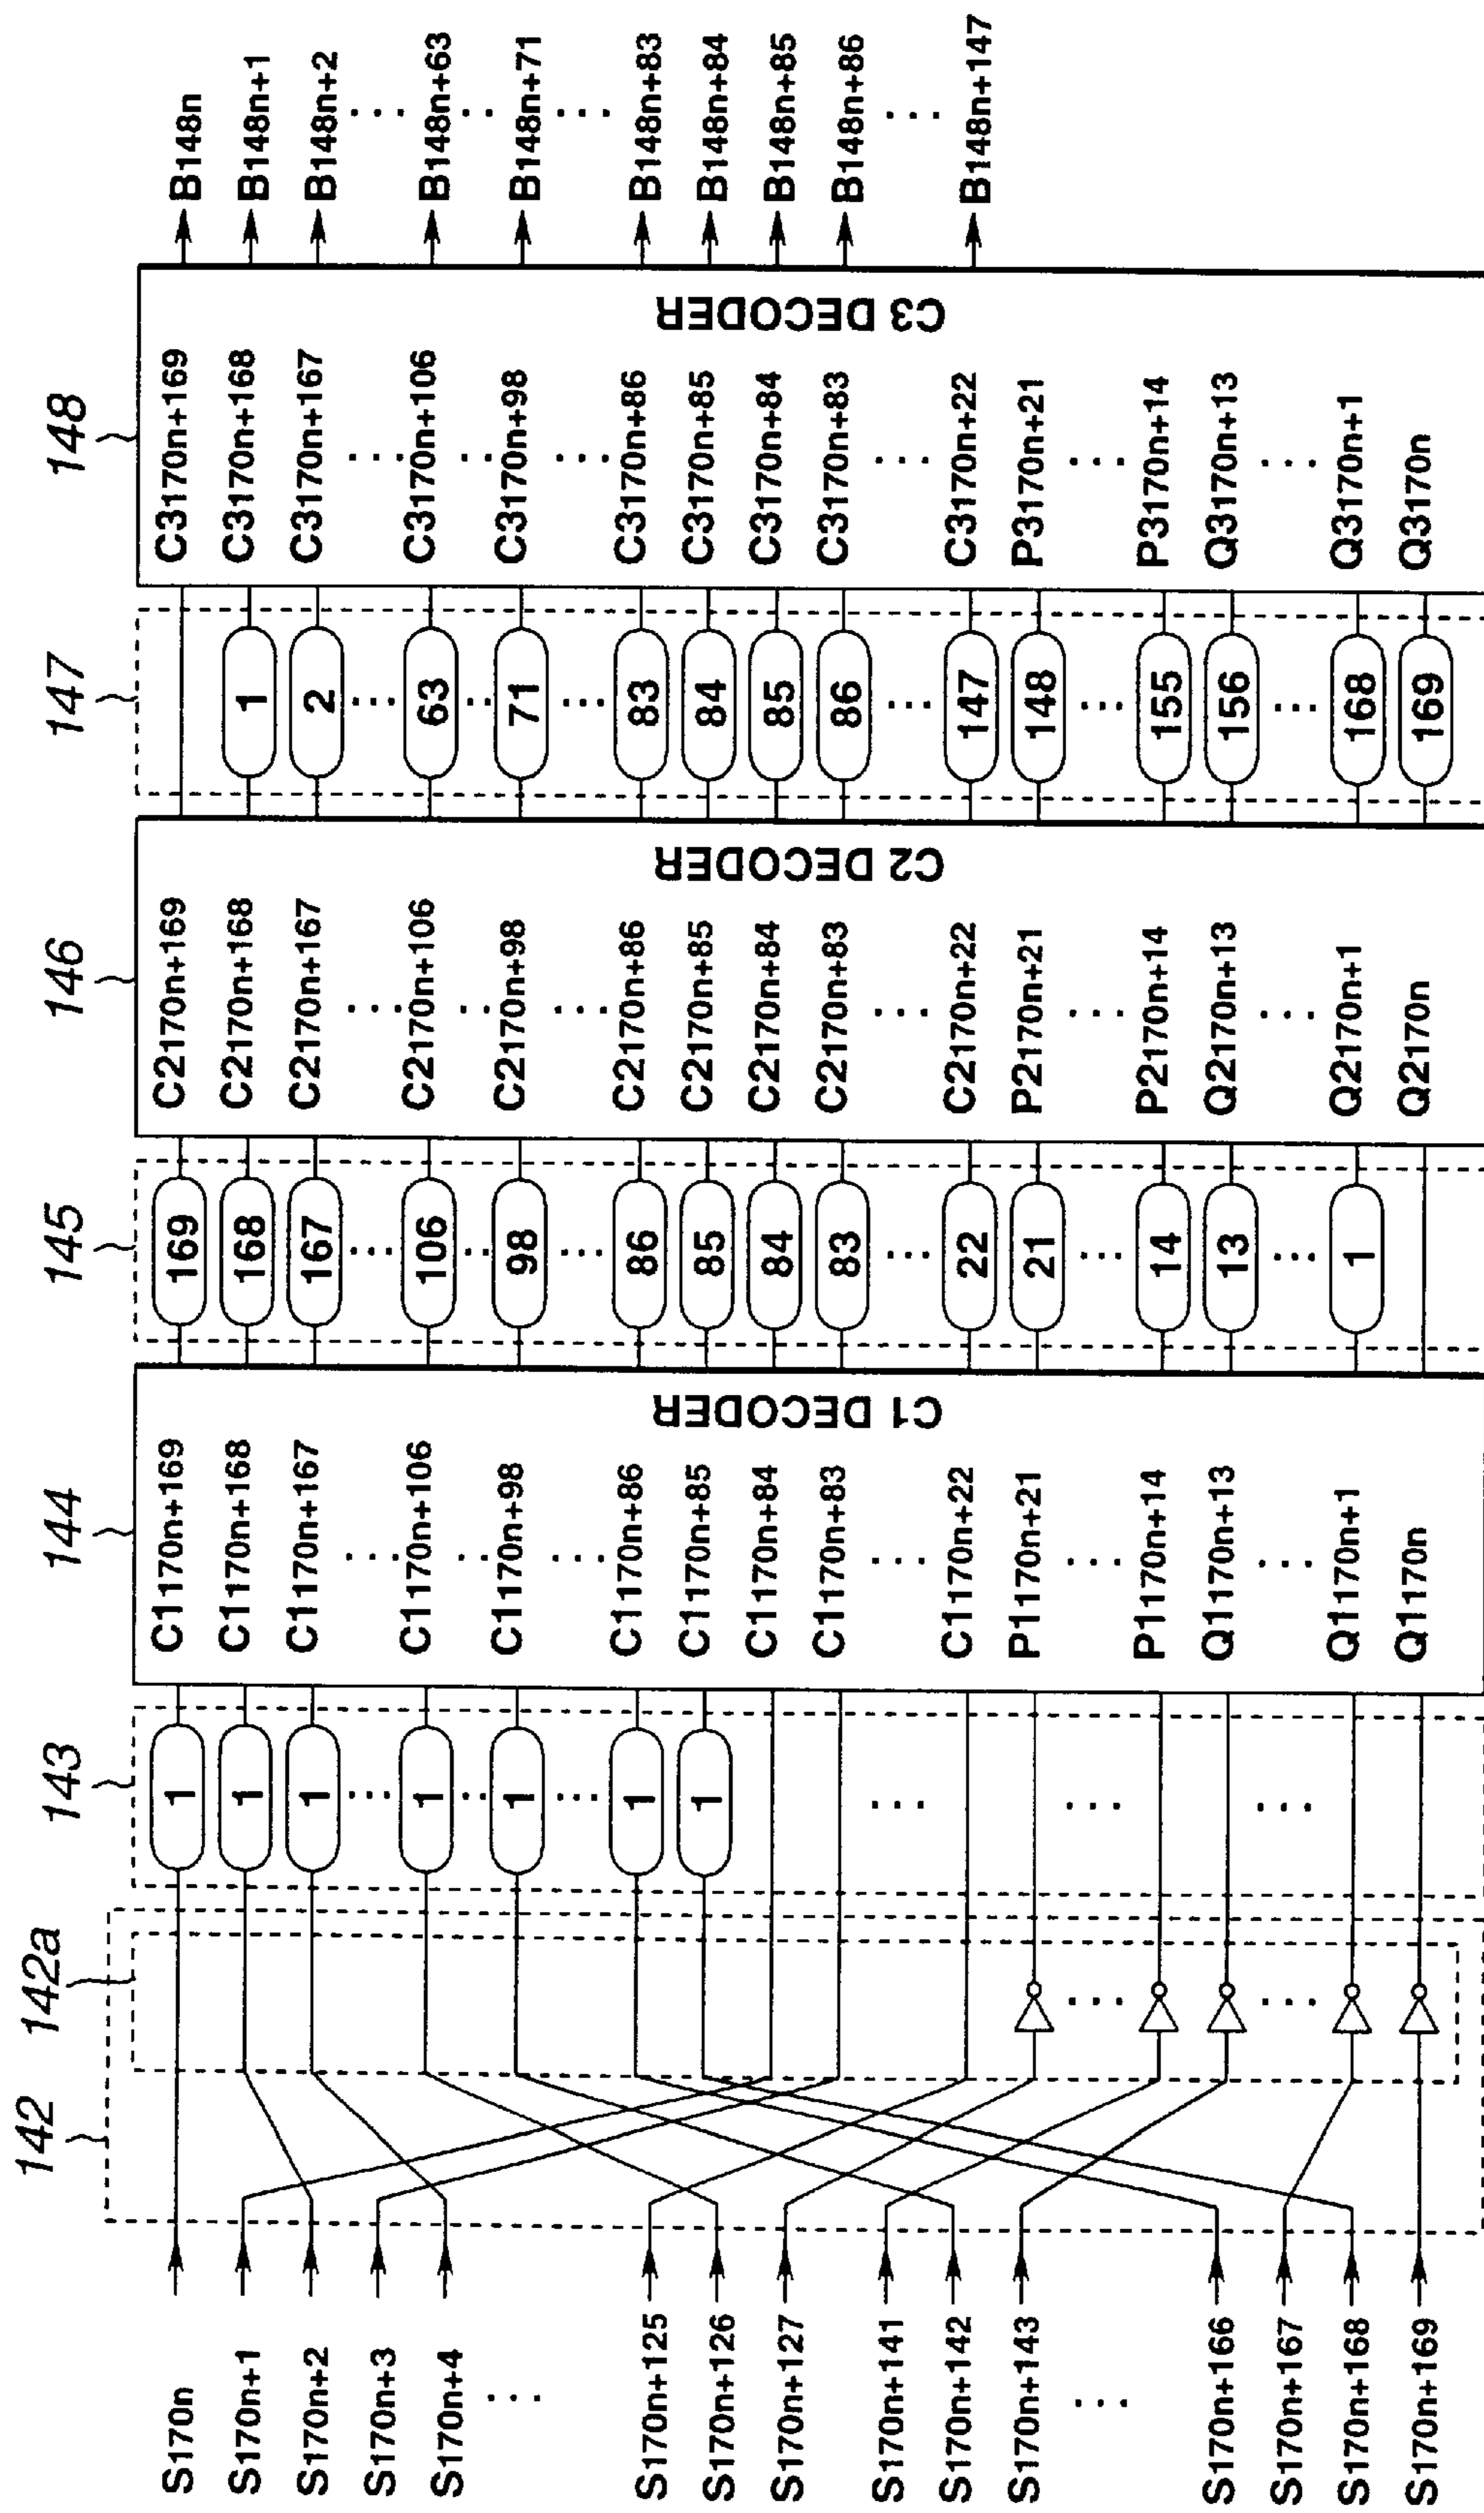 142
142a
143
144
145
146
147
148
S170n
S170n+1
S170n+2
S170n+3
S170n+4
...
S170n+125
S170n+126
S170n+127
S170n+141
S170n+142
S170n+143
...
S170n+166
S170n+167
S170n+168
S170n+169
...
...
1
1
1
...
1
..
1
...
1
1
...
...
...
C1 DECODER
C1170n+169
C1170n+168
C1170n+167
...
C1170n+106
..
C1170n+98
...
C1170n+86
C1170n+85
C1170n+84
C1170n+83
...
C1170n+22
P1170n+21
...
P1170n+14
Q1170n+13
...
Q1170n+1
Q1170n
169
168
167
...
106
..
98
...
86
85
84
83
...
22
21
...
14
13
...
1
C2 DECODER
C2170n+169
C2170n+168
C2170n+167
...
C2170n+106
..
C2170n+98
...
C2170n+86
C2170n+85
C2170n+84
C2170n+83
...
C2170n+22
P2170n+21
...
P2170n+14
Q2170n+13
...
Q2170n+1
Q2170n
1
2
...
63
..
71
...
83
84
85
86
...
147
148
...
155
156
...
168
169
C3 DECODER
C3170n+169
C3170n+168
C3170n+167
...
C3170n+106
..
C3170n+98
...
C3170n+86
C3170n+85
C3170n+84
C3170n+83
...
C3170n+22
P3170n+21
...
P3170n+14
Q3170n+13
...
Q3170n+1
Q3170n
B148n
B148n+1
B148n+2
...
B148n+63
..
B148n+71
...
B148n+83
B148n+84
B148n+85
B148n+86
...
B148n+147